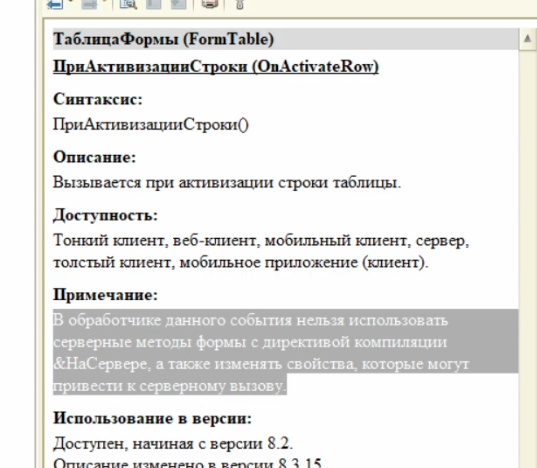 ТаблицаФормы (FormTable)
ПриАктивизацииСтроки (OnActivateRow)
Синтаксис:
ПриАктивизацииСтроки()
Описание:
Вызывается при активизации строки таблицы.
Доступность:
Тонкий клиент, веб-клиент, мобильный клиент, сервер,
толстый клиент, мобильное приложение (клиент).
Примечание:
В обработчике данного события нельзя использовать
серверные методы формы с директивой компиляции
&НаСервере, а также изменять свойства, которые могут
привести к серверному вызову.
Использование в версии:
Доступен, начиная с версии 8.2.
Описание изменено в версии 8.3.15.